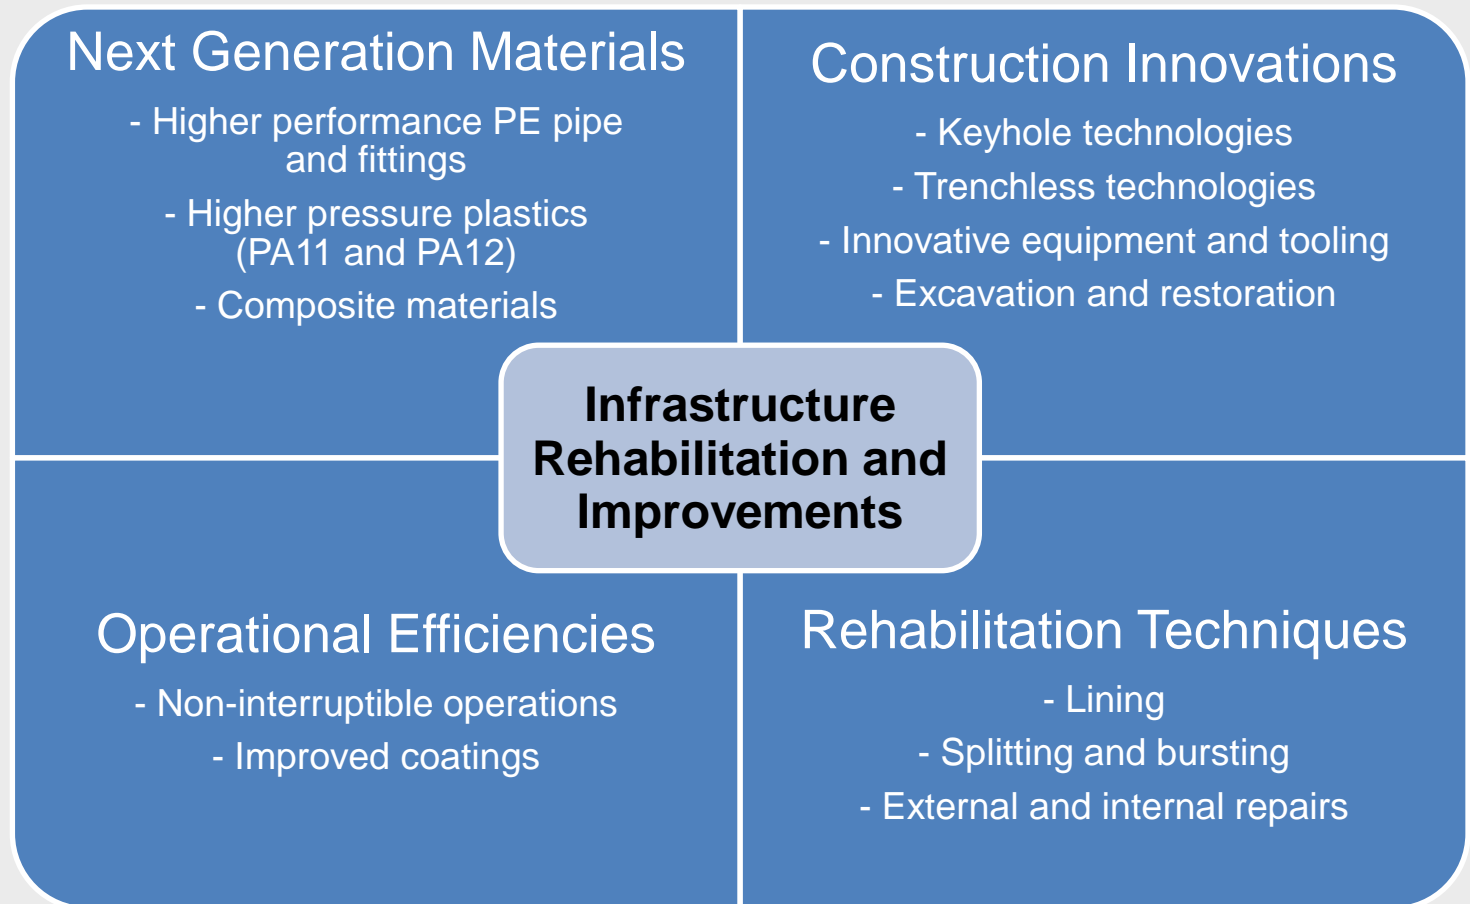 Next Generation Materials
- Higher performance PE pipe
and fittings
- Higher pressure plastics
(PA11 and PA12)
- Composite materials
Construction Innovations
- Keyhole technologies
- Trenchless technologies
- Innovative equipment and tooling
- Excavation and restoration
Infrastructure
Rehabilitation and
Improvements
Operational Efficiencies
- Non-interruptible operations
- Improved coatings
Rehabilitation Techniques
- Lining
- Splitting and bursting
- External and internal repairs